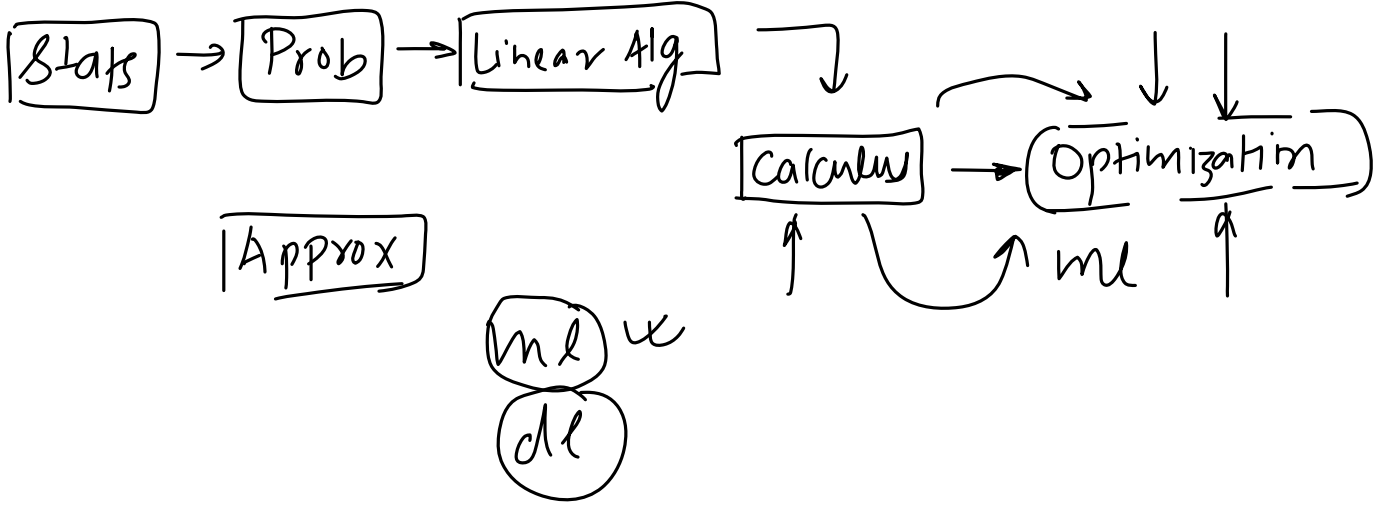 Stats → Prob → Linear Alg
Calculus → Optimization
Approx
ml
ml
dl